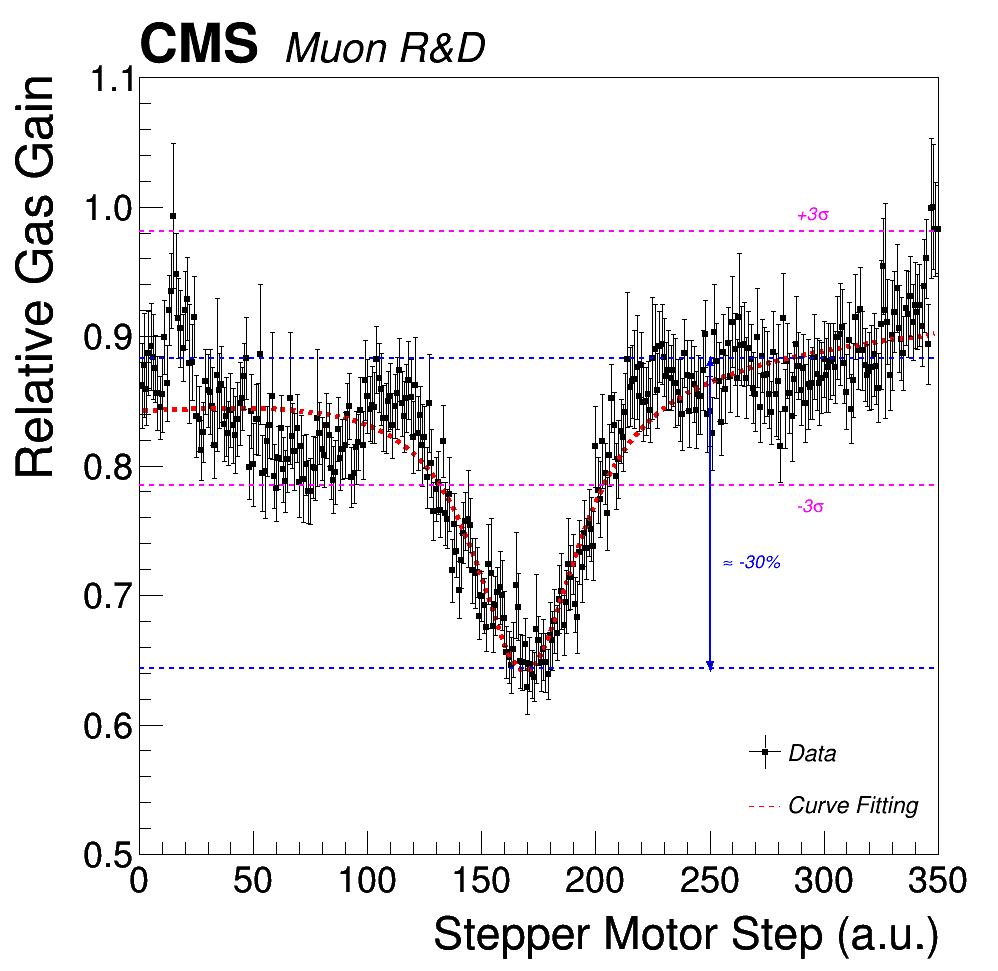 CMS Muon R&D
Relative Gas Gain
1.1
1.0
0.9
0.8
0.7
0.6
0.5
+3σ
-3σ
≈ -30%
Data
Curve Fitting
0 50 100 150 200 250 300 350
Stepper Motor Step (a.u.)